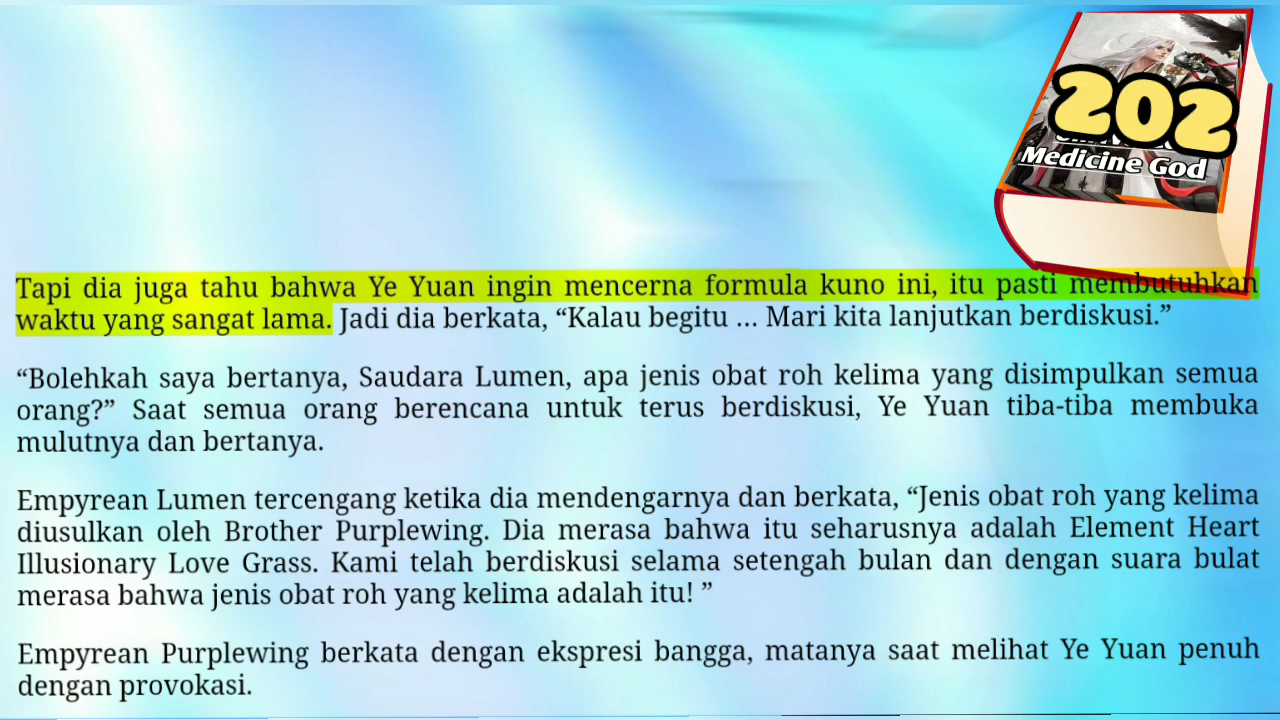 202
Medicine God
Tapi dia juga tahu bahwa Ye Yuan ingin mencerna formula kuno ini, itu pasti membutuhkan
waktu yang sangat lama. Jadi dia berkata, “Kalau begitu ... Mari kita lanjutkan berdiskusi.”
“Bolehkah saya bertanya, Saudara Lumen, apa jenis obat roh kelima yang disimpulkan semua
orang?” Saat semua orang berencana untuk terus berdiskusi, Ye Yuan tiba-tiba membuka
mulutnya dan bertanya.
Empyrean Lumen tercengang ketika dia mendengarnya dan berkata, “Jenis obat roh yang kelima
diusulkan oleh Brother Purplewing. Dia merasa bahwa itu seharusnya adalah Element Heart
Illusionary Love Grass. Kami telah berdiskusi selama setengah bulan dan dengan suara bulat
merasa bahwa jenis obat roh yang kelima adalah itu! ”
Empyrean Purplewing berkata dengan ekspresi bangga, matanya saat melihat Ye Yuan penuh
dengan provokasi.